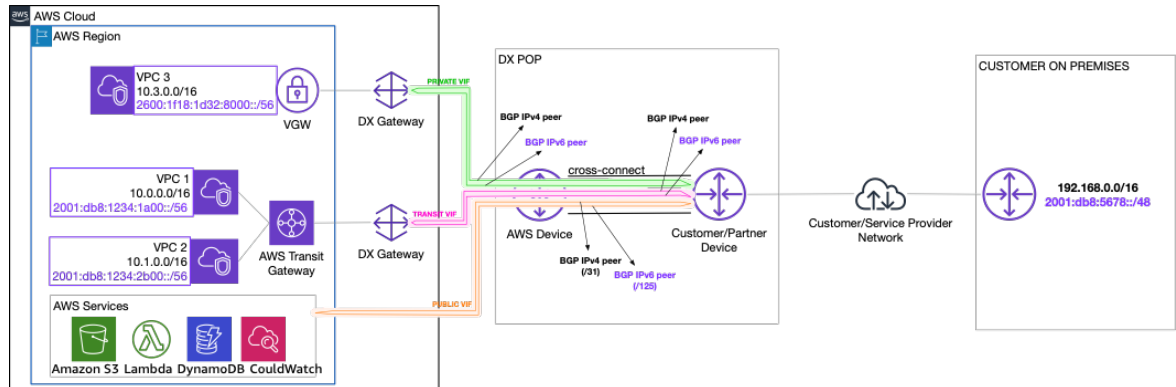 aws
AWS Cloud
AWS Region
VPC 3
10.3.0.0/16
2600:1f18:1d32:8000::/56
VGW
DX Gateway
PRIVATE VIF
VPC 1
10.0.0.0/16
2001:db8:1234:1a00::/56
VPC 2
10.1.0.0/16
2001:db8:1234:2b00::/56
AWS Transit
Gateway
DX Gateway
TRANSIT VIF
AWS Services
Amazon S3
Lambda
DynamoDB
CouldWatch
PUBLIC VIF
DX POP
BGP IPv4 peer
BGP IPv6 peer
BGP IPv4 peer
BGP IPv6 peer
cross-connect
AWS Device
Customer/Partner
Device
BGP IPv4 peer
(/31)
BGP IPv6 peer
(/125)
Customer/Service Provider
Network
CUSTOMER ON PREMISES
192.168.0.0/16
2001:db8:5678::/48